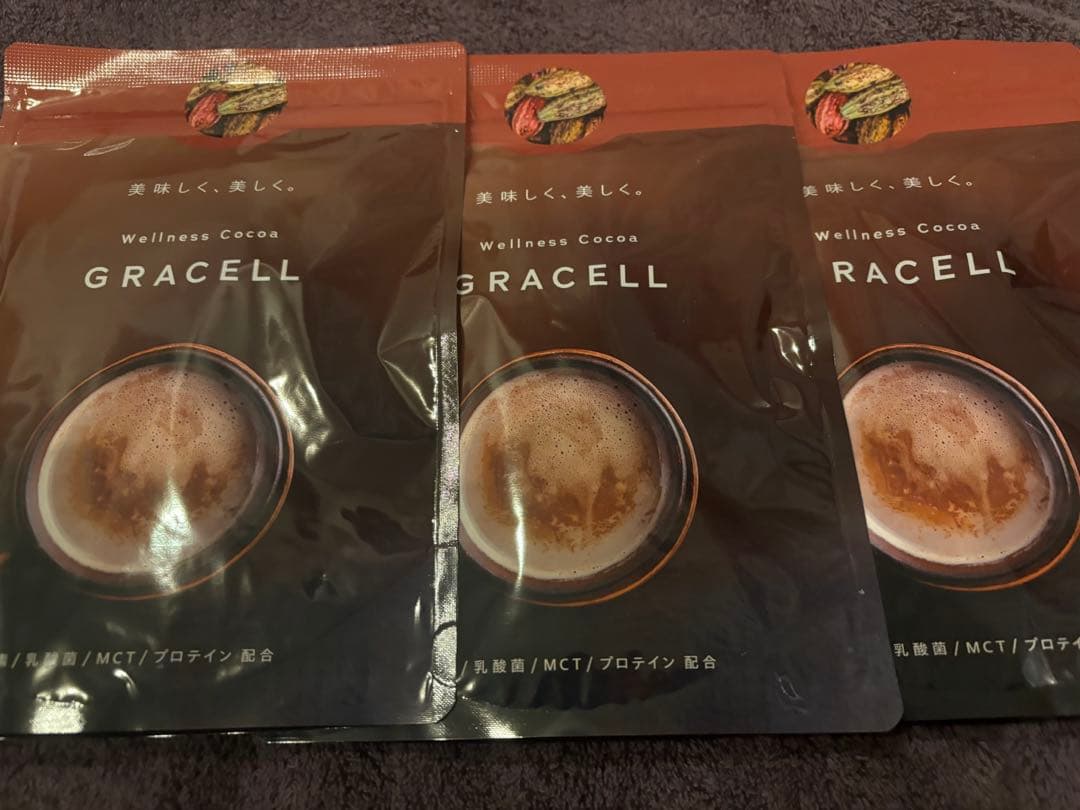 美味しく、美しく。
Wellness Cocoa
GRACELL
/乳酸菌/MCT/プロテイン 配合
美味しく、美しく。
Wellness Cocoa
GRACELL
/乳酸菌/MCT/プロテイン 配合
美味しく、美しく。
Wellness Cocoa
RACELL
乳酸菌/MCT/プロテイ